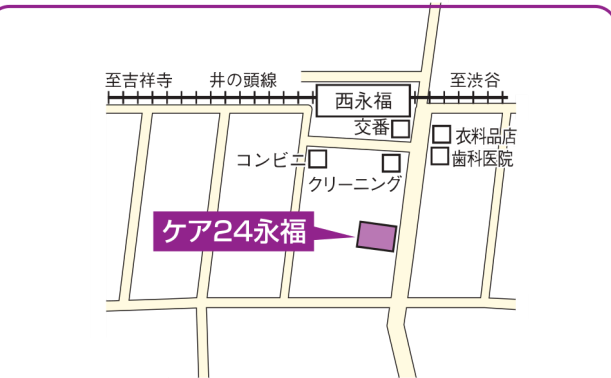 至吉祥寺
井の頭線
至渋谷
西永福
交番
衣料品店
歯科医院
コンビニ
クリーニング
ケア24永福